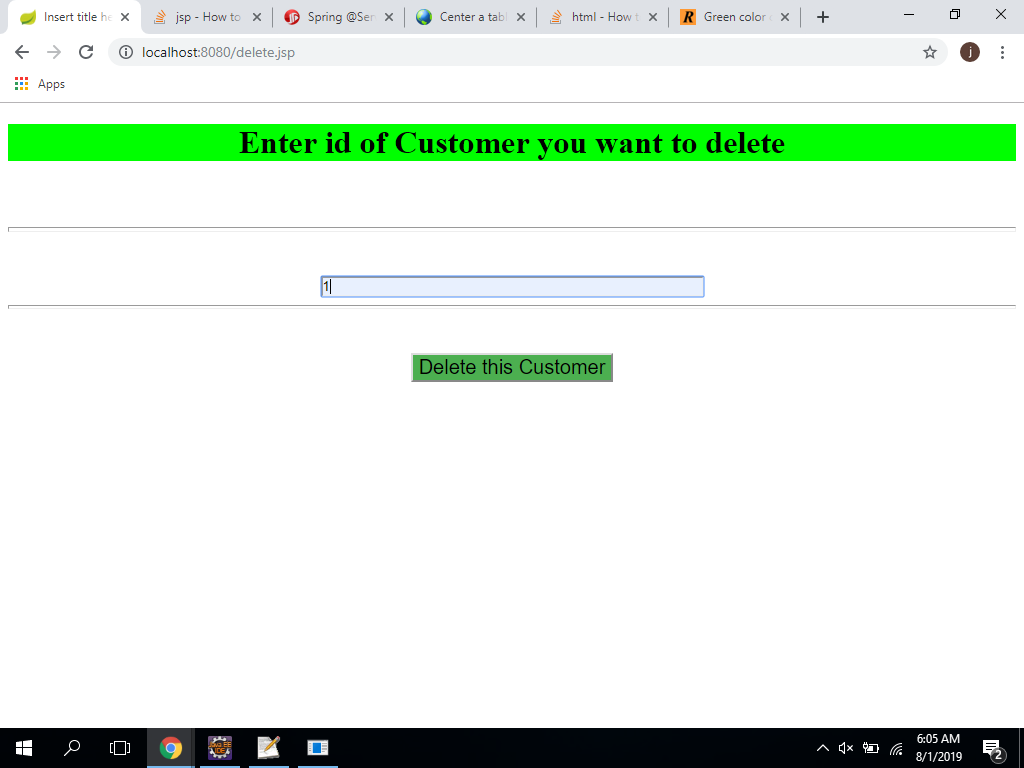 Insert title he
jsp - How to
Spring @Ser
Center a tab
html - How t
Green color
localhost:8080/delete.jsp
j
Apps
Enter id of Customer you want to delete
1
Delete this Customer
6:05 AM
8/1/2019
2